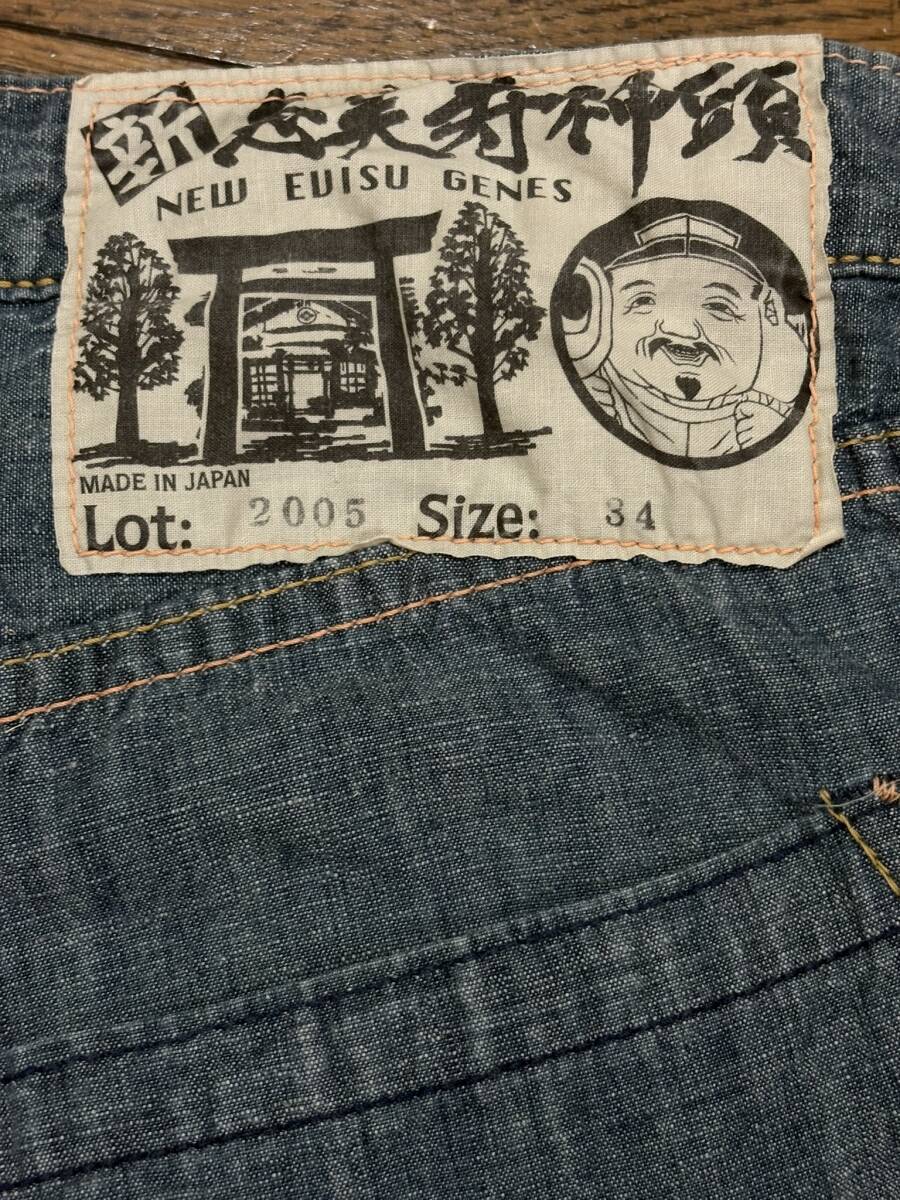 新 恵美寿神頭
NEW EVISU GENES
MADE IN JAPAN
Lot: 2005 Size: 34